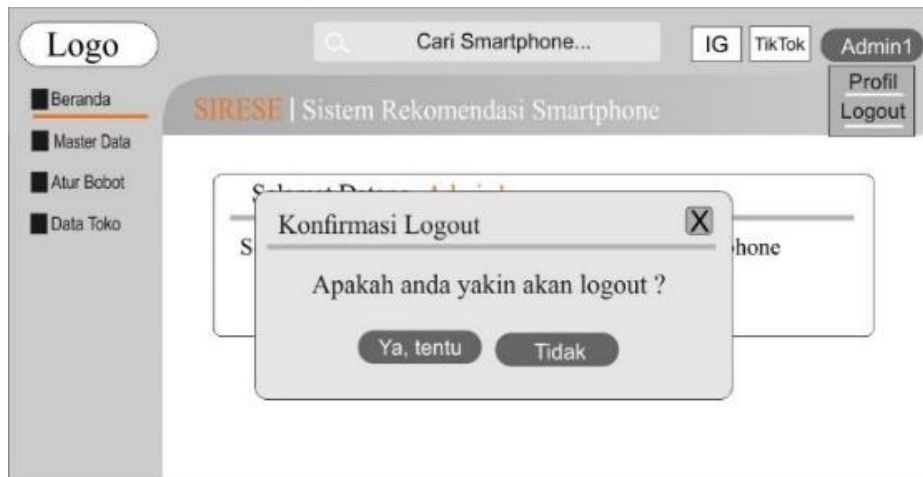 Logo
Cari Smartphone...
IG
TikTok
Admin1
Profil
Logout
Beranda
Master Data
Atur Bobot
Data Toko
SIRESE | Sistem Rekomendasi Smartphone
Konfirmasi Logout
X
Apakah anda yakin akan logout ?
Ya, tentu
Tidak